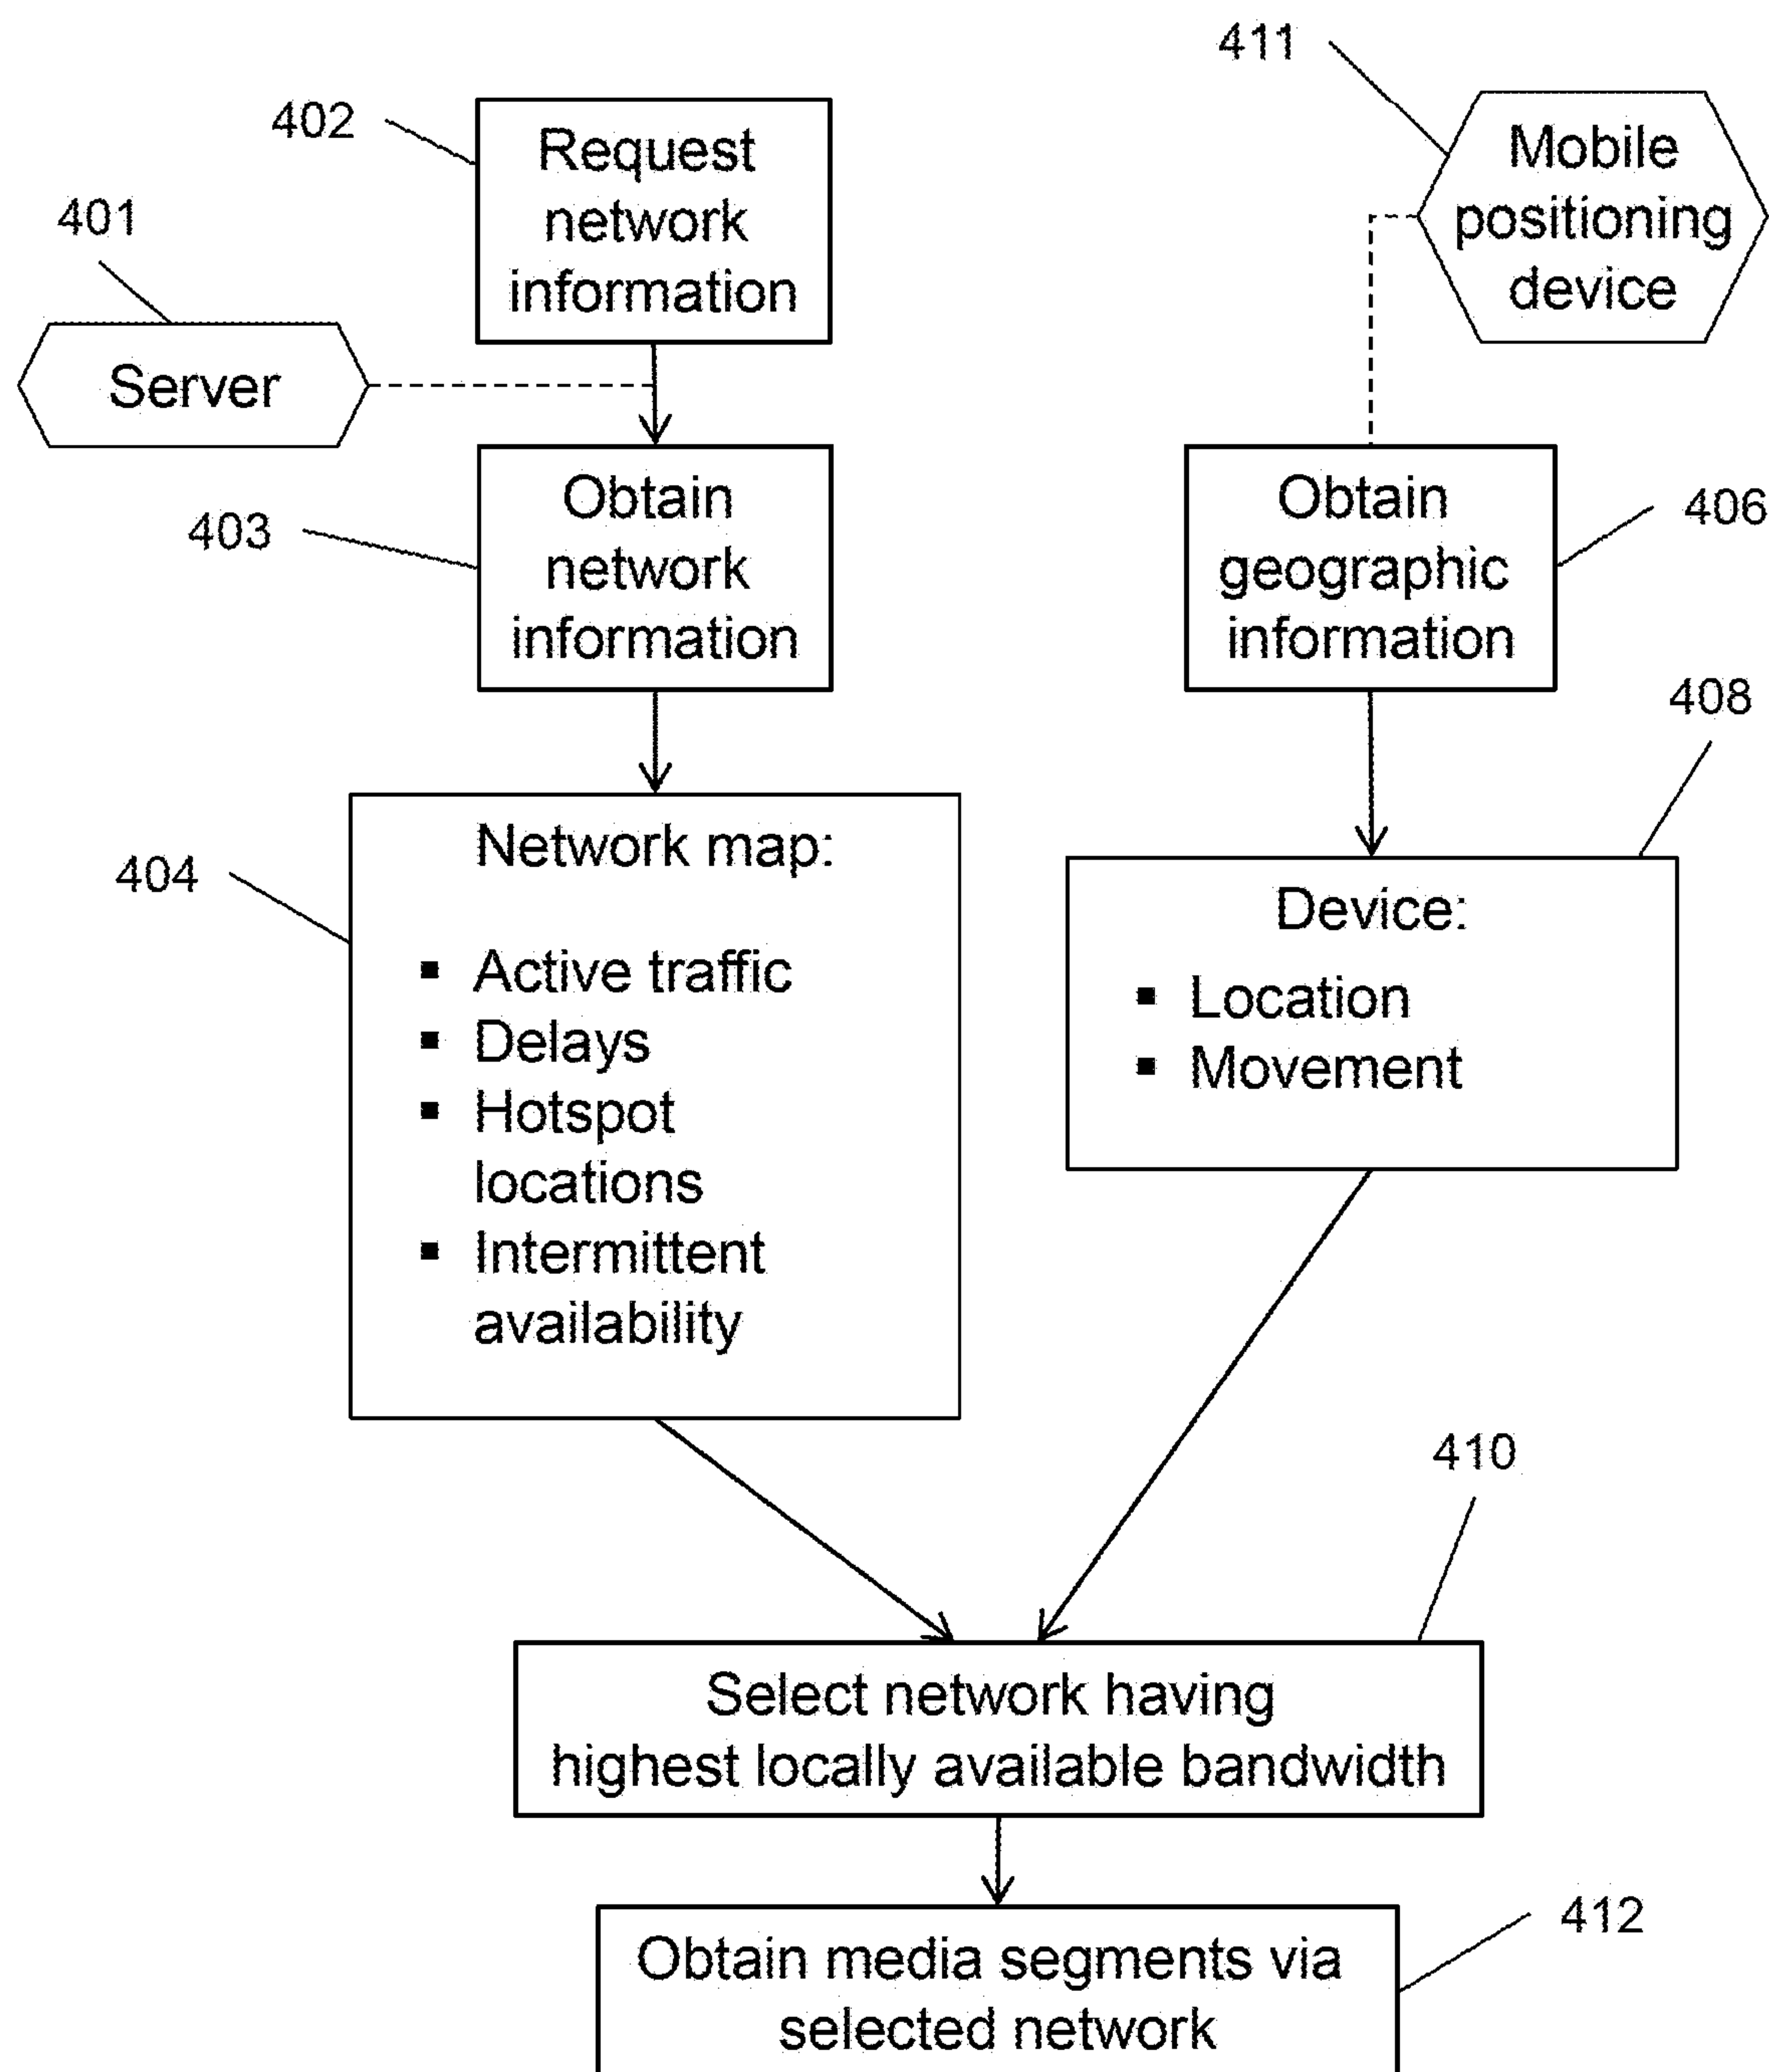 411
402
Request
network
information
Mobile
positioning
device
401
Server
403
Obtain
network
information
Obtain
geographic
information
406
408
404
Network map:
▪ Active traffic
▪ Delays
▪ Hotspot
locations
▪ Intermittent
availability
Device:
▪ Location
▪ Movement
410
Select network having
highest locally available bandwidth
412
Obtain media segments via
selected network